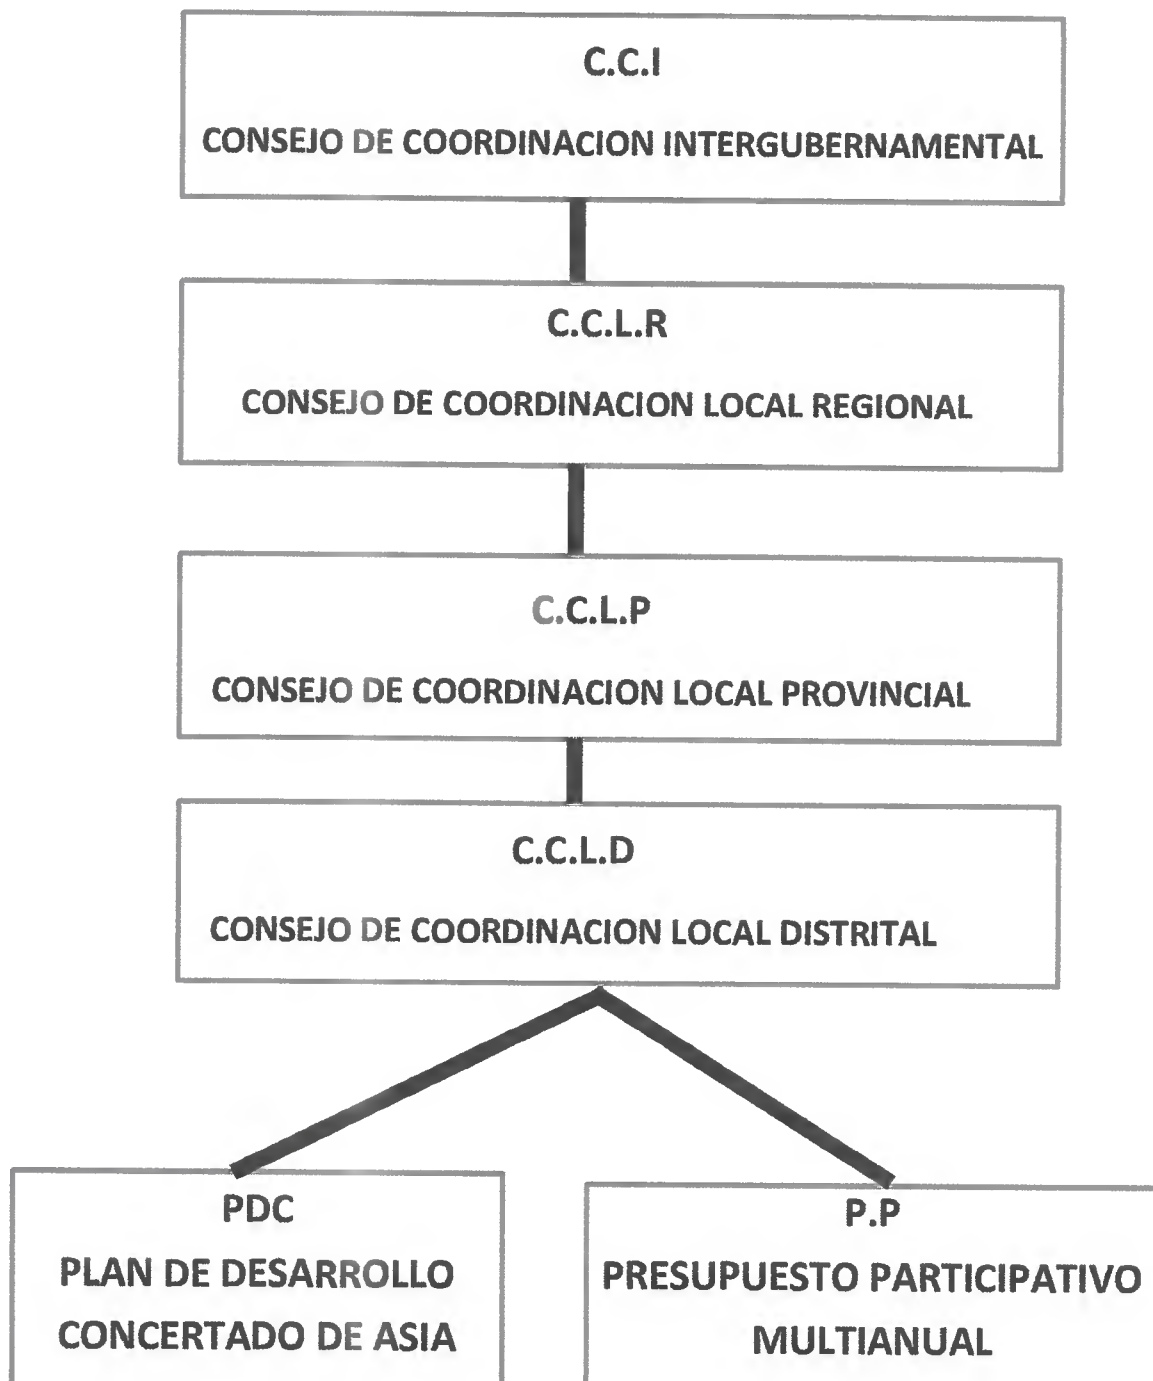 C.C.I
CONSEJO DE COORDINACION INTERGUBERNAMENTAL
C.C.L.R
CONSEJO DE COORDINACION LOCAL REGIONAL
C.C.L.P
CONSEJO DE COORDINACION LOCAL PROVINCIAL
C.C.L.D
CONSEJO DE COORDINACION LOCAL DISTRITAL
PDC
PLAN DE DESARROLLO
CONCERTADO DE ASIA
P.P
PRESUPUESTO PARTICIPATIVO
MULTIANUAL